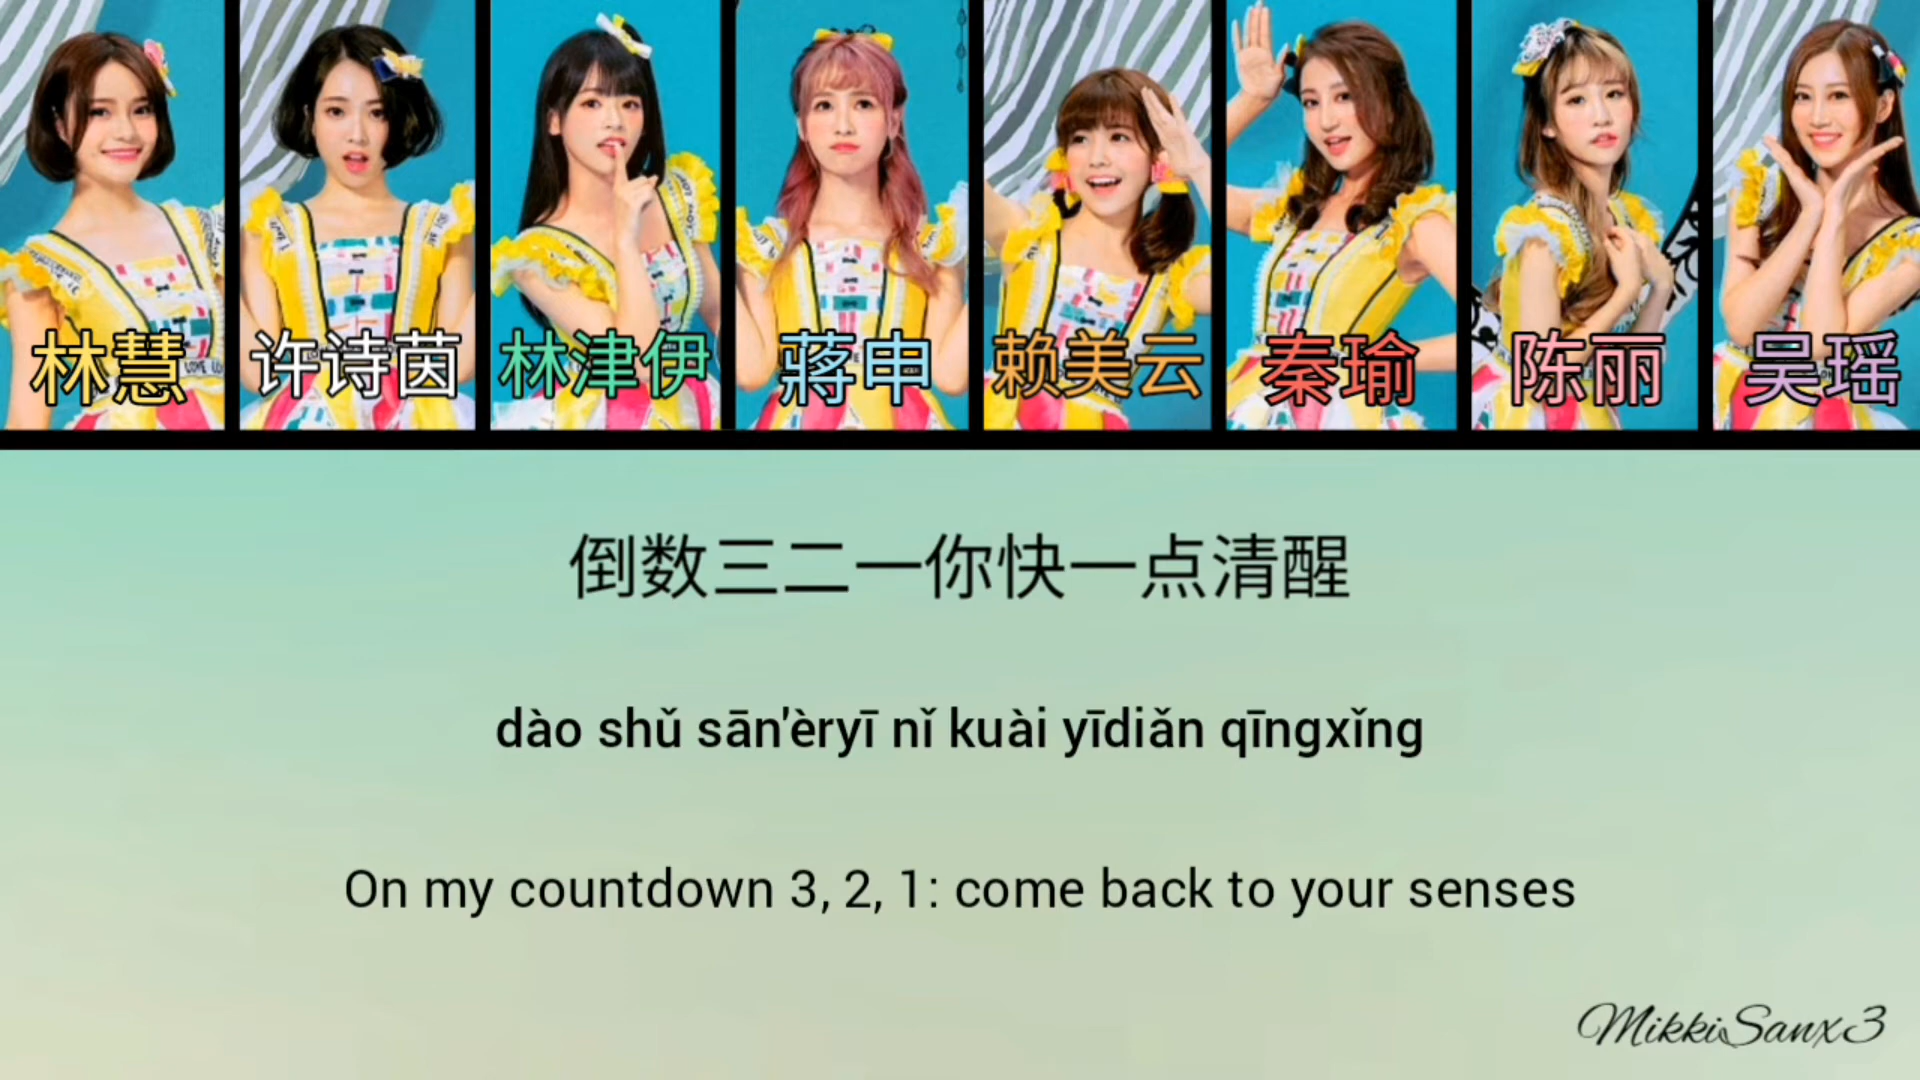 林慧 许诗茵 林津伊 蔣申 赖美云 秦瑜 陈丽 吴瑶
倒数三二一你快一点清醒
dào shǔ sān'èryī nǐ kuài yīdiǎn qīngxǐng
On my countdown 3, 2, 1: come back to your senses
MikkiSanx3